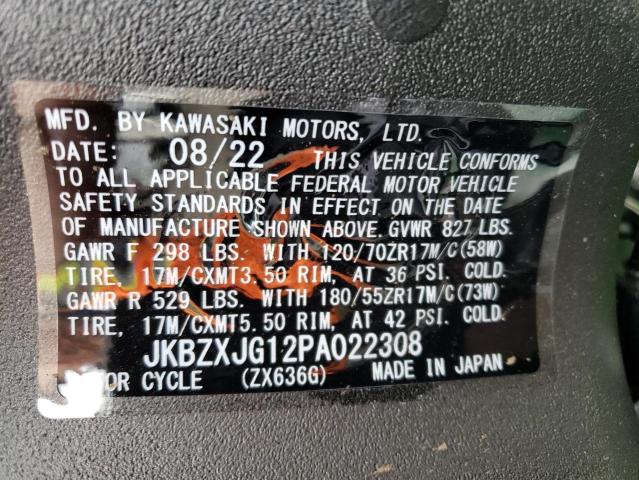 MFD. BY KAWASAKI MOTORS, LTD.
DATE: 08/22 THIS VEHICLE CONFORMS
TO ALL APPLICABLE FEDERAL MOTOR VEHICLE
SAFETY STANDARDS IN EFFECT ON THE DATE
OF MANUFACTURE SHOWN ABOVE. GVWR 827 LBS.
GAWR F 298 LBS. WITH 120/70ZR17M/C(58W)
TIRE, 17M/CXMT3.50 RIM, AT 36 PSI. COLD.
GAWR R 529 LBS. WITH 180/55ZR17M/C(73W)
TIRE, 17M/CXMT5.50 RIM, AT 42 PSI. COLD.
JKBZXJG12PA022308
CYCLE (ZX636G) MADE IN JAPAN